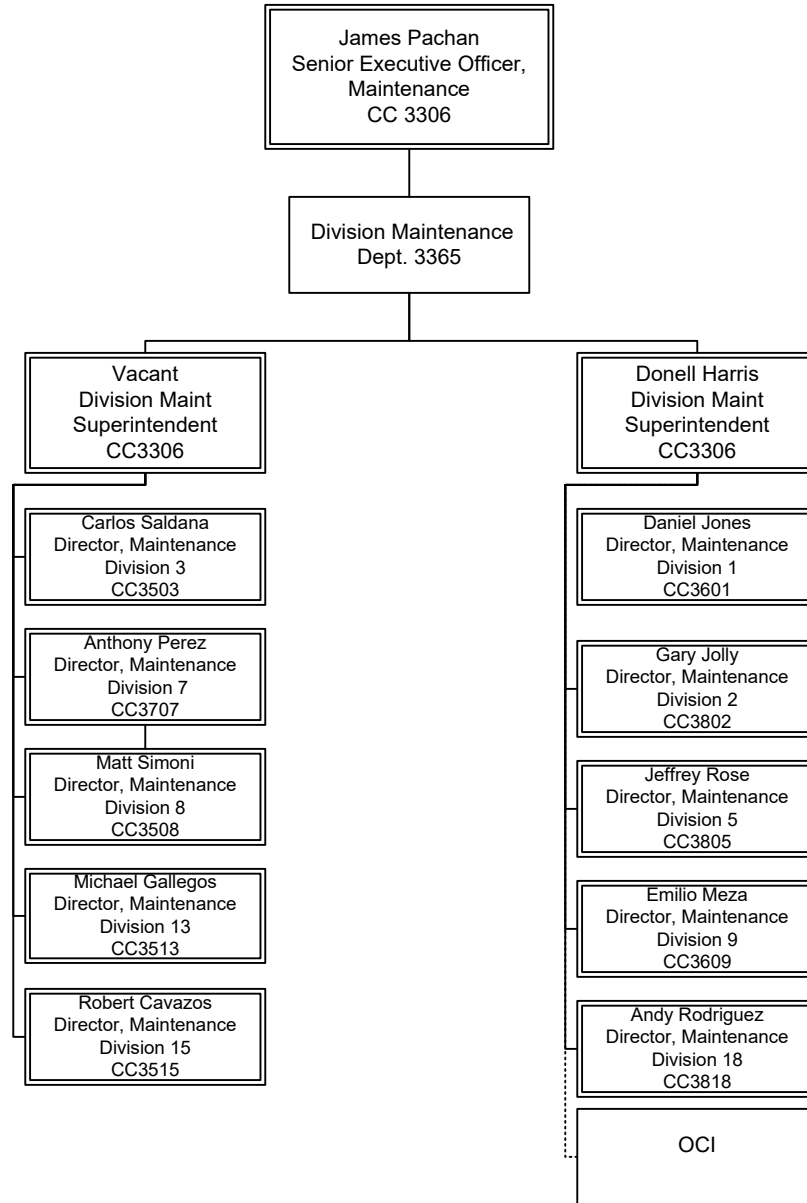 James Pachan
Senior Executive Officer,
Maintenance
CC 3306
Division Maintenance
Dept. 3365
Vacant
Division Maint
Superintendent
CC3306
Carlos Saldana
Director, Maintenance
Division 3
CC3503
Anthony Perez
Director, Maintenance
Division 7
CC3707
Matt Simoni
Director, Maintenance
Division 8
CC3508
Michael Gallegos
Director, Maintenance
Division 13
CC3513
Robert Cavazos
Director, Maintenance
Division 15
CC3515
Donell Harris
Division Maint
Superintendent
CC3306
Daniel Jones
Director, Maintenance
Division 1
CC3601
Gary Jolly
Director, Maintenance
Division 2
CC3802
Jeffrey Rose
Director, Maintenance
Division 5
CC3805
Emilio Meza
Director, Maintenance
Division 9
CC3609
Andy Rodriguez
Director, Maintenance
Division 18
CC3818
OCI